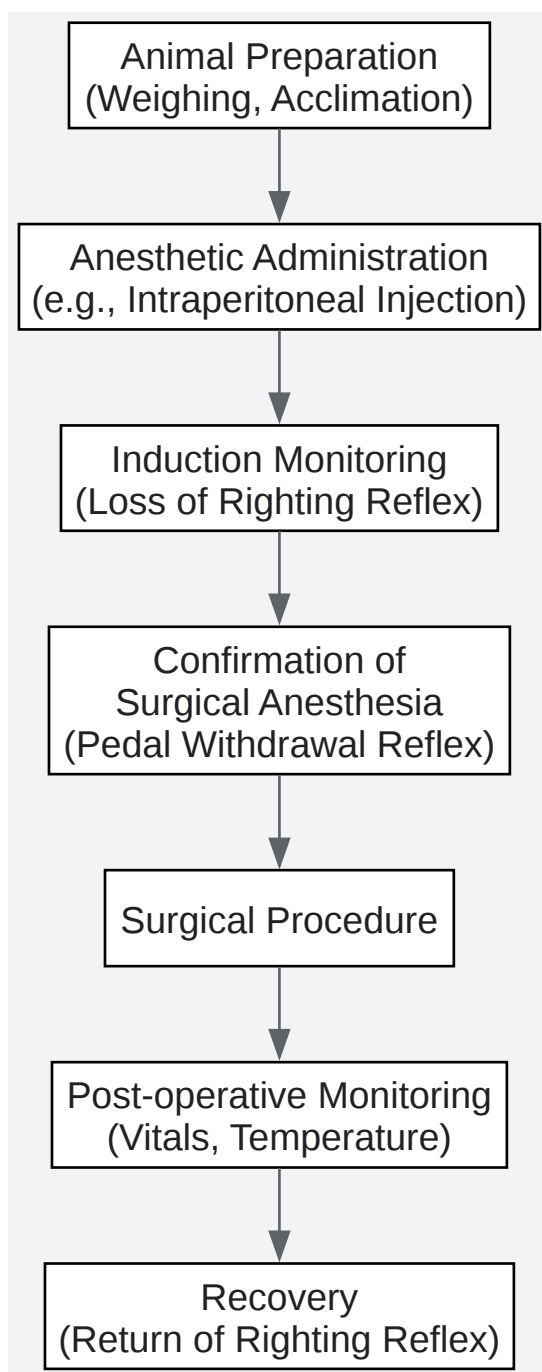 Animal Preparation
(Weighing, Acclimation)
Anesthetic Administration
(e.g., Intraperitoneal Injection)
Induction Monitoring
(Loss of Righting Reflex)
Confirmation of
Surgical Anesthesia
(Pedal Withdrawal Reflex)
Surgical Procedure
Post-operative Monitoring
(Vitals, Temperature)
Recovery
(Return of Righting Reflex)